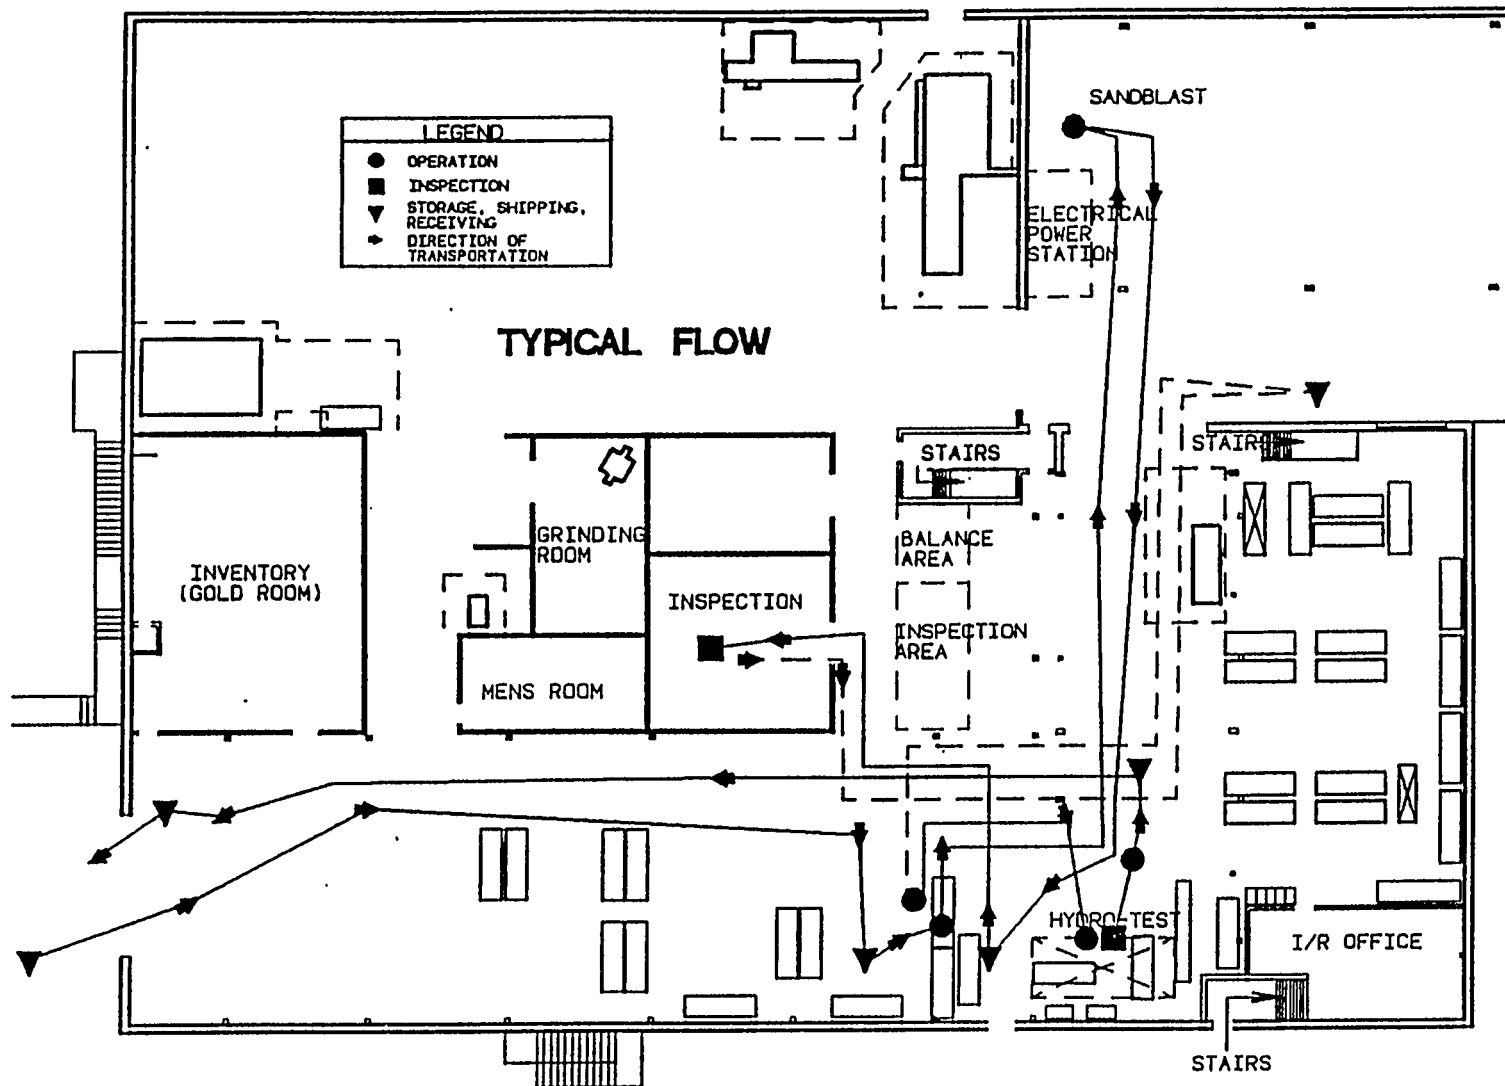 SANDBLAST
LEGEND
OPERATION
INSPECTION
STORAGE, SHIPPING,
RECEIVING
DIRECTION OF
TRANSPORTATION
ELECTRICAL
POWER
STATION
TYPICAL FLOW
STAIRS
STAIR
GRINDING
ROOM
BALANCE
AREA
INVENTORY
(GOLD ROOM)
INSPECTION
INSPECTION
AREA
MENS ROOM
HYDRO-TEST
I/R OFFICE
STAIRS